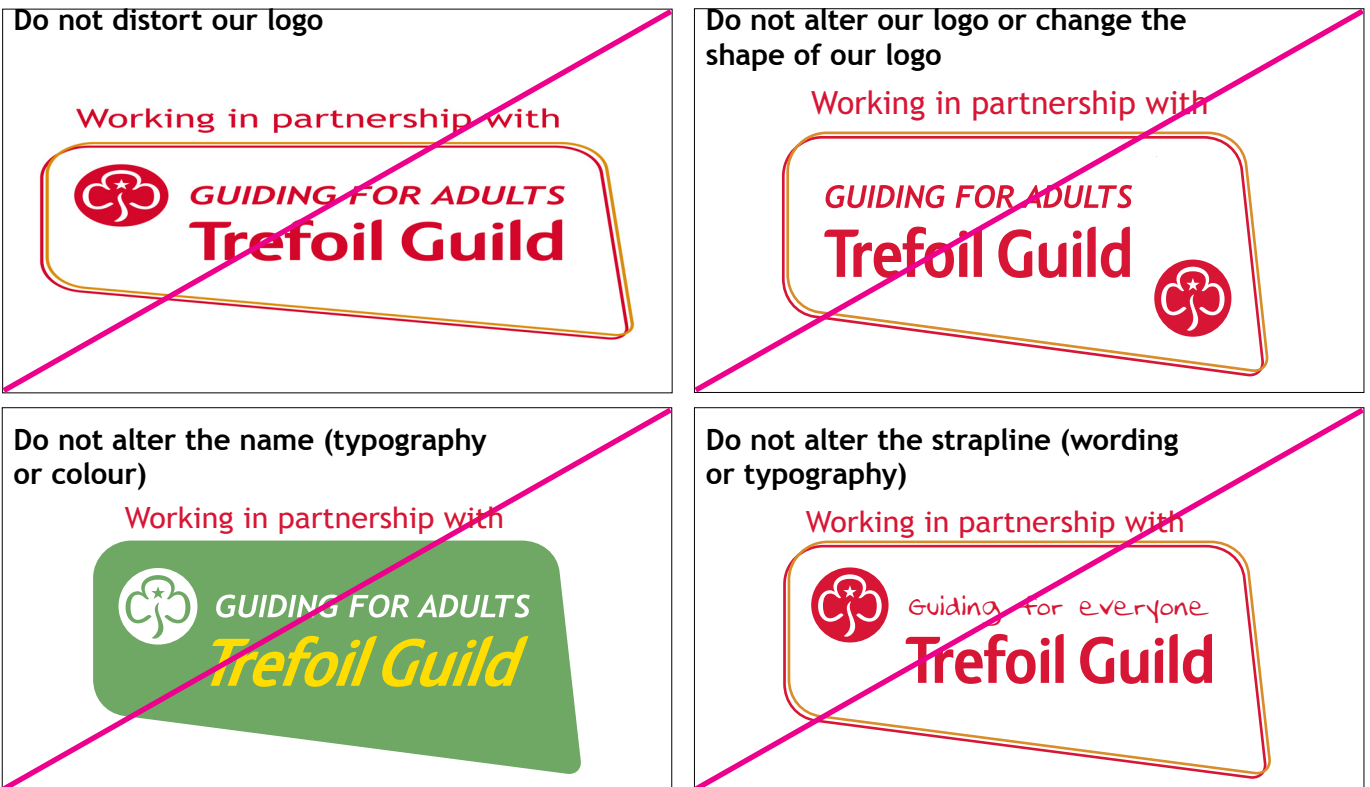 Do not distort our logo
Working in partnership with
GUIDING FOR ADULTS
Trefoil Guild
Do not alter our logo or change the
shape of our logo
Working in partnership with
GUIDING FOR ADULTS
Trefoil Guild
Do not alter the name (typography
or colour)
Working in partnership with
GUIDING FOR ADULTS
Trefoil Guild
Do not alter the strapline (wording
or typography)
Working in partnership with
Guiding for everyone
Trefoil Guild